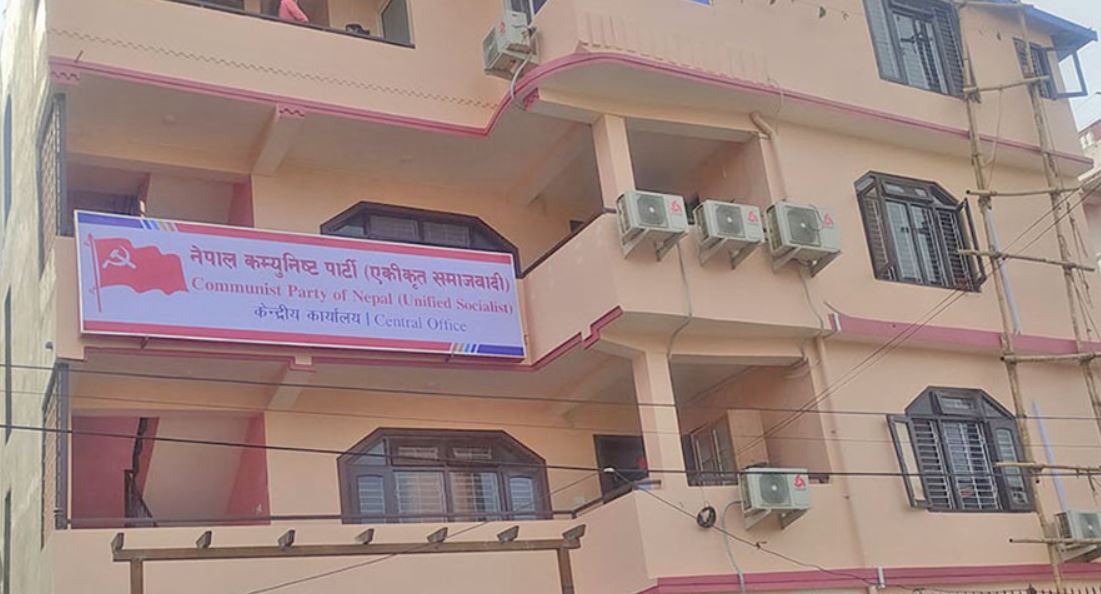 नेपाल कम्युनिष्ट पार्टी (एकीकृत समाजवादी)
Communist Party of Nepal (Unified Socialist)
केन्द्रीय कार्यालय | Central Office